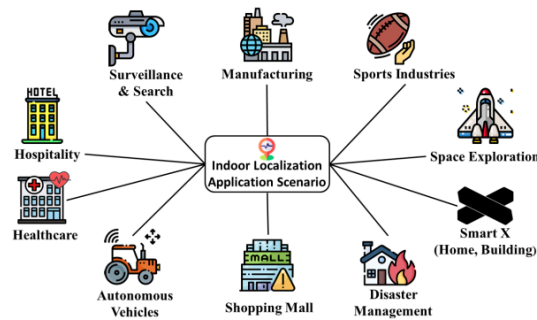 HOTEL
Surveillance
& Search
Manufacturing
Sports Industries
Hospitality
Indoor Localization
Application Scenario
Space Exploration
Healthcare
Smart X
(Home, Building)
MALL
Autonomous
Vehicles
Shopping Mall
Disaster
Management